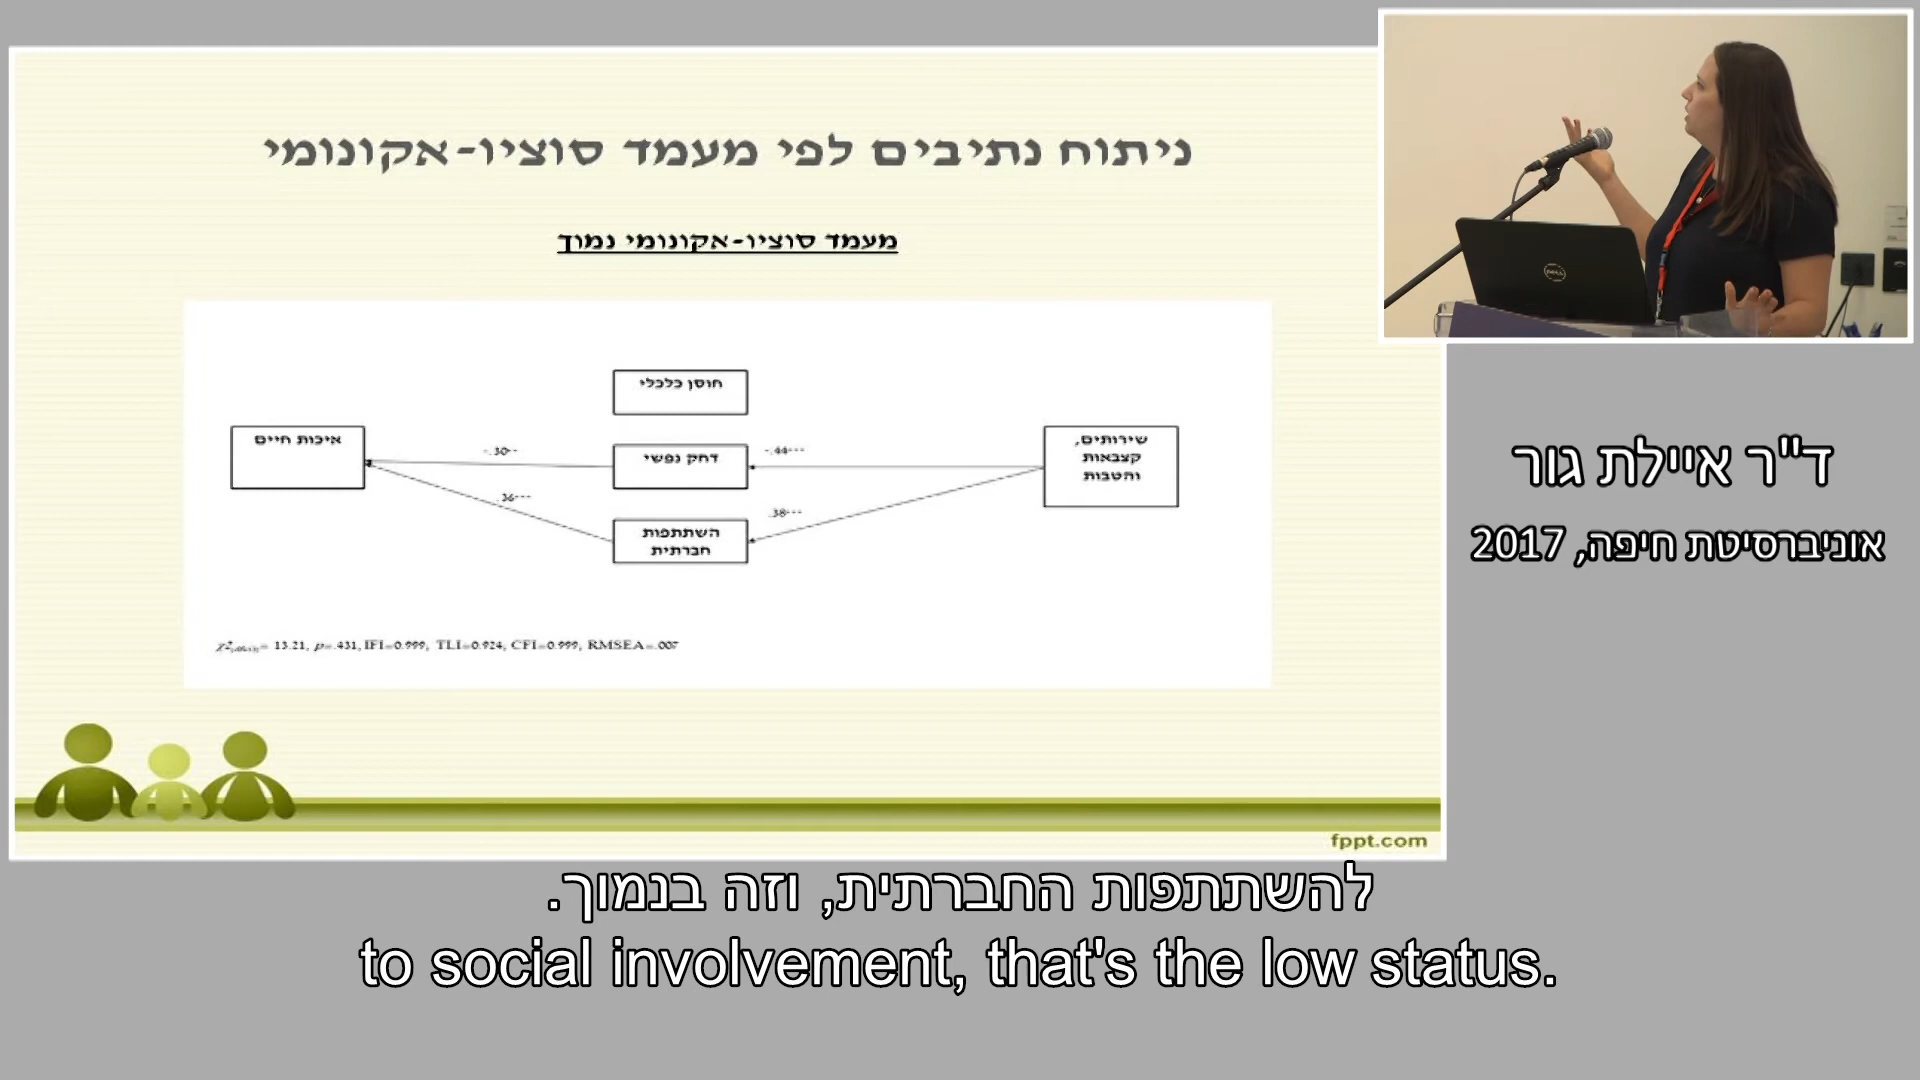 ניתוח נתיבים לפי מעמד סוציו-אקונומי
מעמד סוציו-אקונומי נמוך
חוסן כלכלי
איכות חיים
דחק נפשי
השתתפות
חברתית
שירותים,
קצבאות
והטבות
-.30**
-.44***
.36***
.38***
= 13.21, p=.431, IFI=0.999, TLI=0.924, CFI=0.999, RMSEA=.007
fppt.com
DELL
ד"ר איילת גור
אוניברסיטת חיפה, 2017
להשתתפות החברתית, וזה בנמוך.
to social involvement, that's the low status.